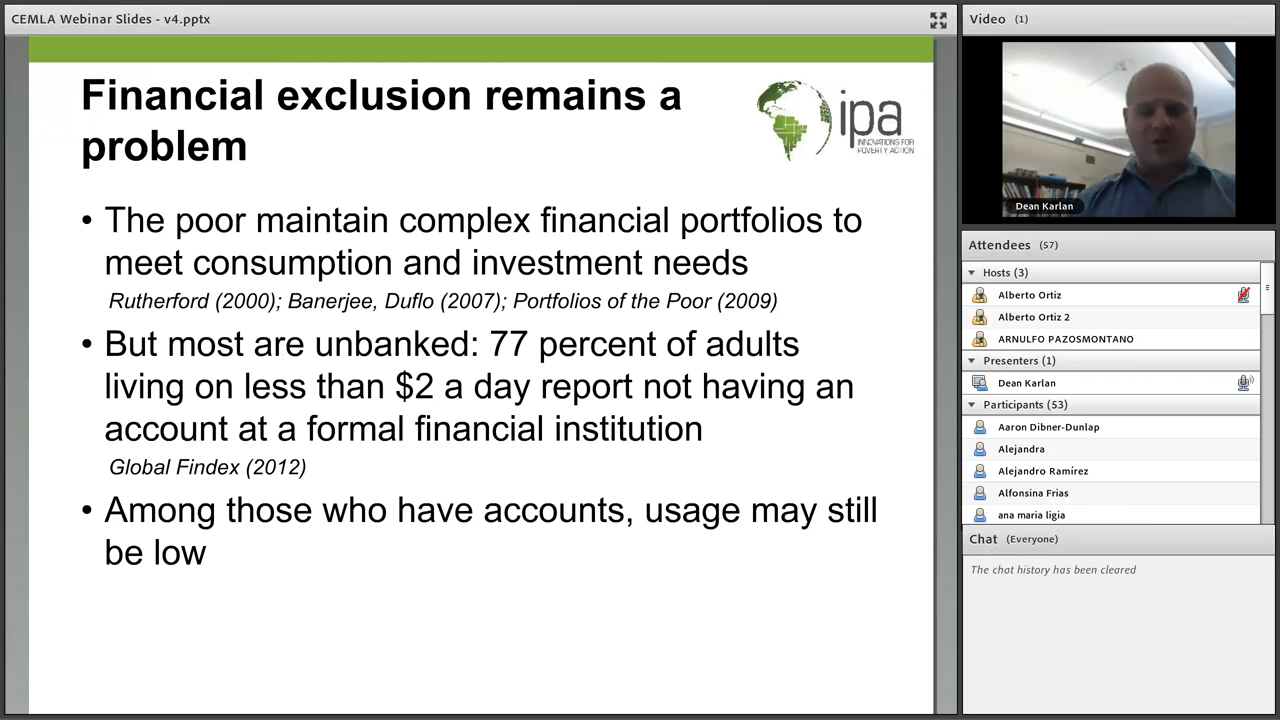 CEMLA Webinar Slides - v4.pptx
Financial exclusion remains a
problem
ipa
INNOVATIONS FOR
POVERTY ACTION
• The poor maintain complex financial portfolios to
meet consumption and investment needs
Rutherford (2000); Banerjee, Duflo (2007); Portfolios of the Poor (2009)
• But most are unbanked: 77 percent of adults
living on less than $2 a day report not having an
account at a formal financial institution
Global Findex (2012)
• Among those who have accounts, usage may still
be low
Video (1)
Dean Karlan
Attendees (57)
Hosts (3)
Alberto Ortiz
Alberto Ortiz 2
ARNULFO PAZOSMONTANO
Presenters (1)
Dean Karlan
Participants (53)
Aaron Dibner-Dunlap
Alejandra
Alejandro Ramírez
Alfonsina Frias
ana maria ligia
Chat (Everyone)
The chat history has been cleared